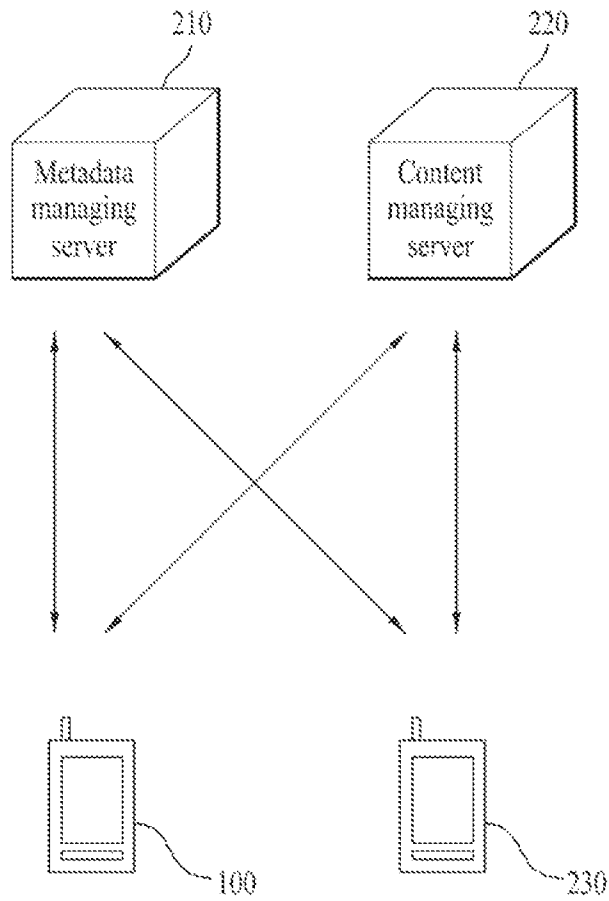 210
220
Metadata
managing
server
Content
managing
server
100
230